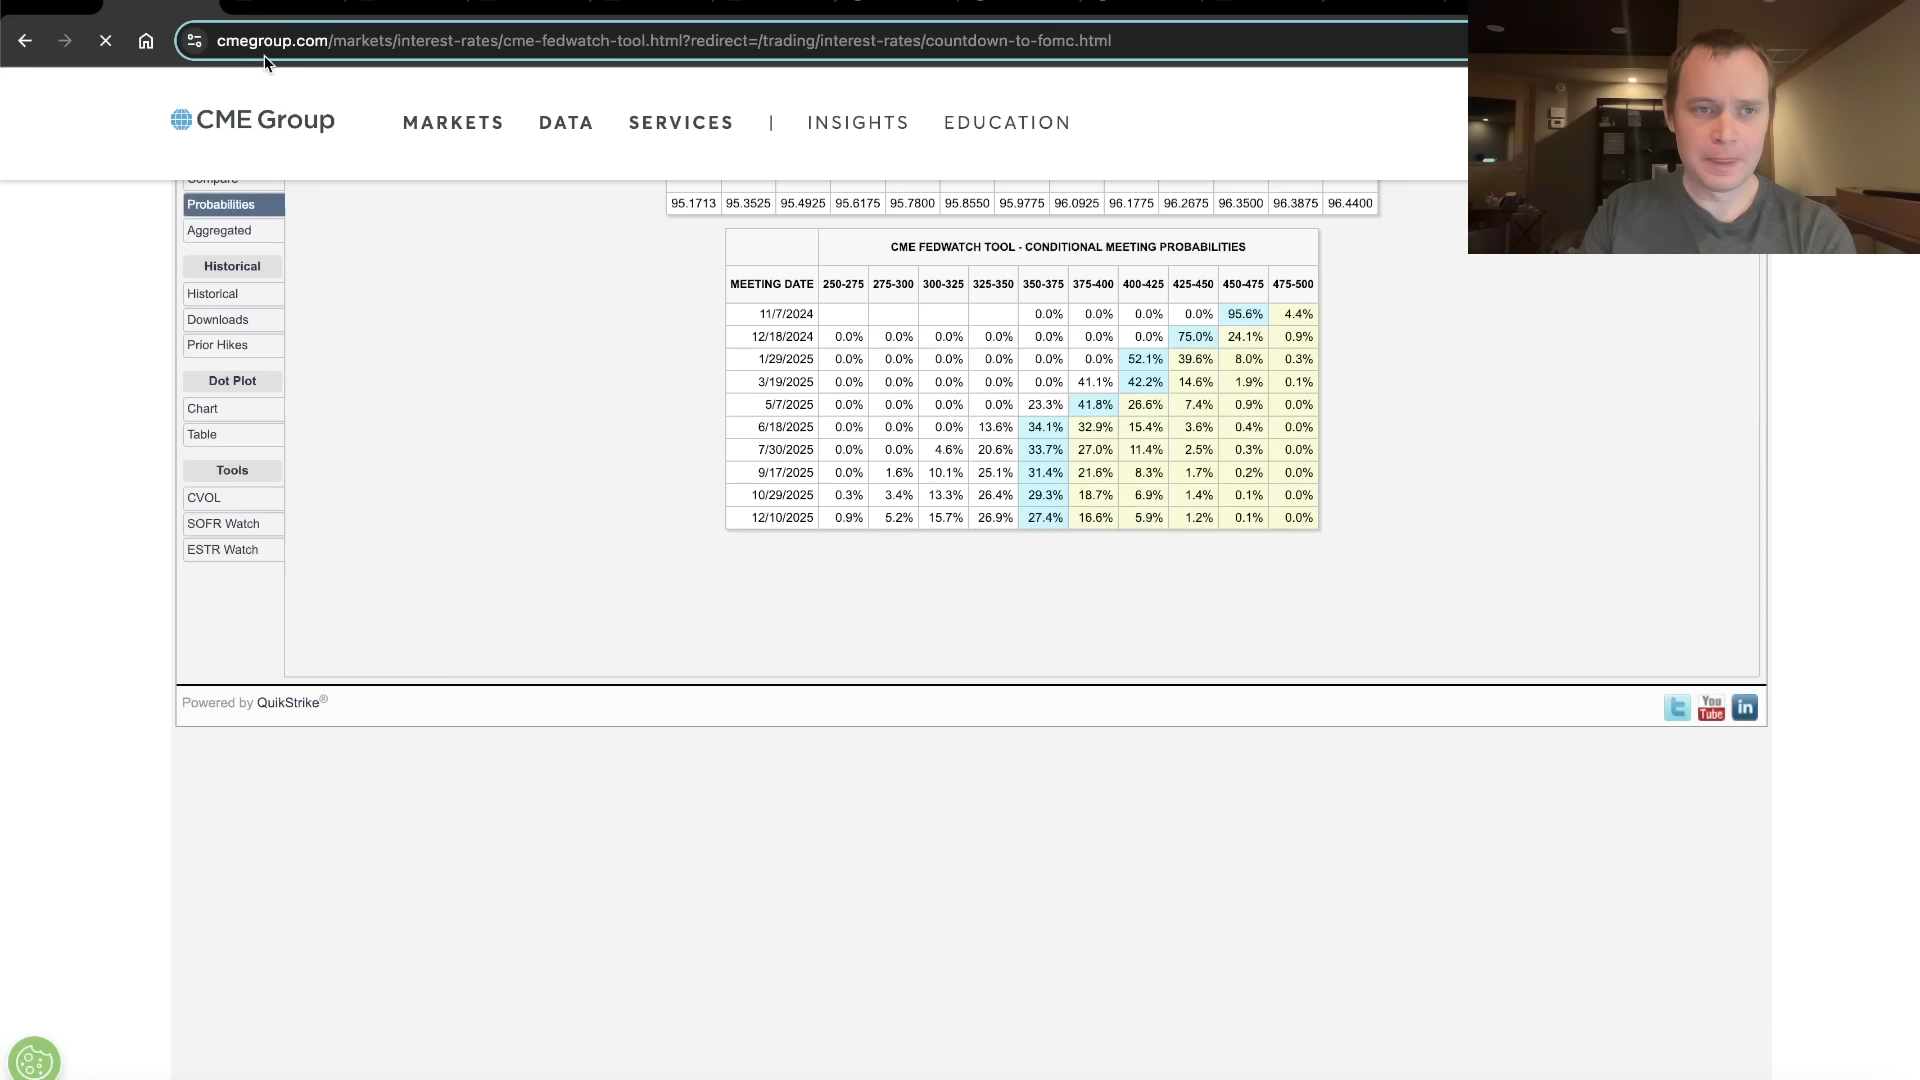 cmegroup.com/markets/interest-rates/cme-fedwatch-tool.html?redirect=/trading/interest-rates/countdown-to-fomc.html
CME Group MARKETS DATA SERVICES | INSIGHTS EDUCATION
Compare
Probabilities
Aggregated
Historical
Historical
Downloads
Prior Hikes
Dot Plot
Chart
Table
Tools
CVOL
SOFR Watch
ESTR Watch
95.1713 95.3525 95.4925 95.6175 95.7800 95.8550 95.9775 96.0925 96.1775 96.2675 96.3500 96.3875 96.4400
CME FEDWATCH TOOL - CONDITIONAL MEETING PROBABILITIES
MEETING DATE 250-275 275-300 300-325 325-350 350-375 375-400 400-425 425-450 450-475 475-500
11/7/2024 0.0% 0.0% 0.0% 0.0% 95.6% 4.4%
12/18/2024 0.0% 0.0% 0.0% 0.0% 0.0% 0.0% 0.0% 75.0% 24.1% 0.9%
1/29/2025 0.0% 0.0% 0.0% 0.0% 0.0% 0.0% 52.1% 39.6% 8.0% 0.3%
3/19/2025 0.0% 0.0% 0.0% 0.0% 0.0% 41.1% 42.2% 14.6% 1.9% 0.1%
5/7/2025 0.0% 0.0% 0.0% 0.0% 23.3% 41.8% 26.6% 7.4% 0.9% 0.0%
6/18/2025 0.0% 0.0% 0.0% 13.6% 34.1% 32.9% 15.4% 3.6% 0.4% 0.0%
7/30/2025 0.0% 0.0% 4.6% 20.6% 33.7% 27.0% 11.4% 2.5% 0.3% 0.0%
9/17/2025 0.0% 1.6% 10.1% 25.1% 31.4% 21.6% 8.3% 1.7% 0.2% 0.0%
10/29/2025 0.3% 3.4% 13.3% 26.4% 29.3% 18.7% 6.9% 1.4% 0.1% 0.0%
12/10/2025 0.9% 5.2% 15.7% 26.9% 27.4% 16.6% 5.9% 1.2% 0.1% 0.0%
Powered by QuikStrike®
t You Tube in